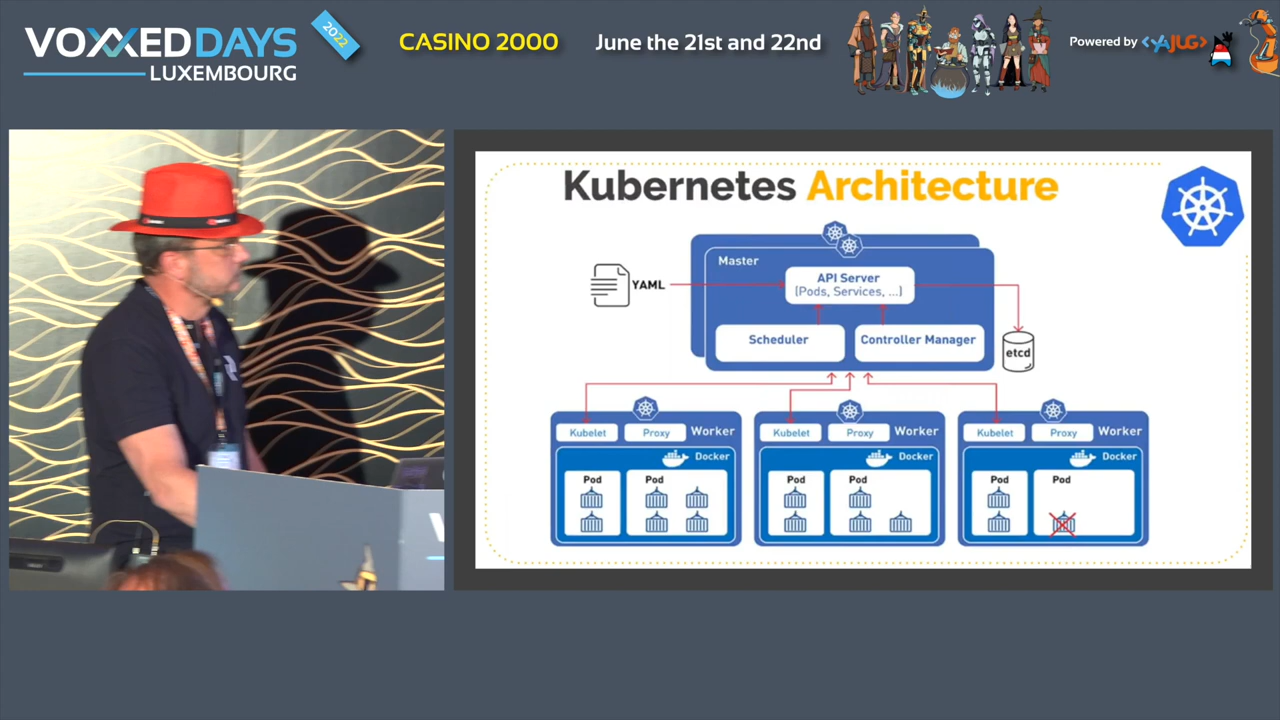 VOXXEDDAYS
LUXEMBOURG
2022
CASINO 2000
June the 21st and 22nd
Powered by <YAJUG>
Kubernetes Architecture
Master
API Server
(Pods, Services, ...)
YAML
Scheduler
Controller Manager
etcd
Kubelet
Proxy
Worker
Docker
Pod
Pod
Kubelet
Proxy
Worker
Docker
Pod
Pod
Kubelet
Proxy
Worker
Docker
Pod
Pod